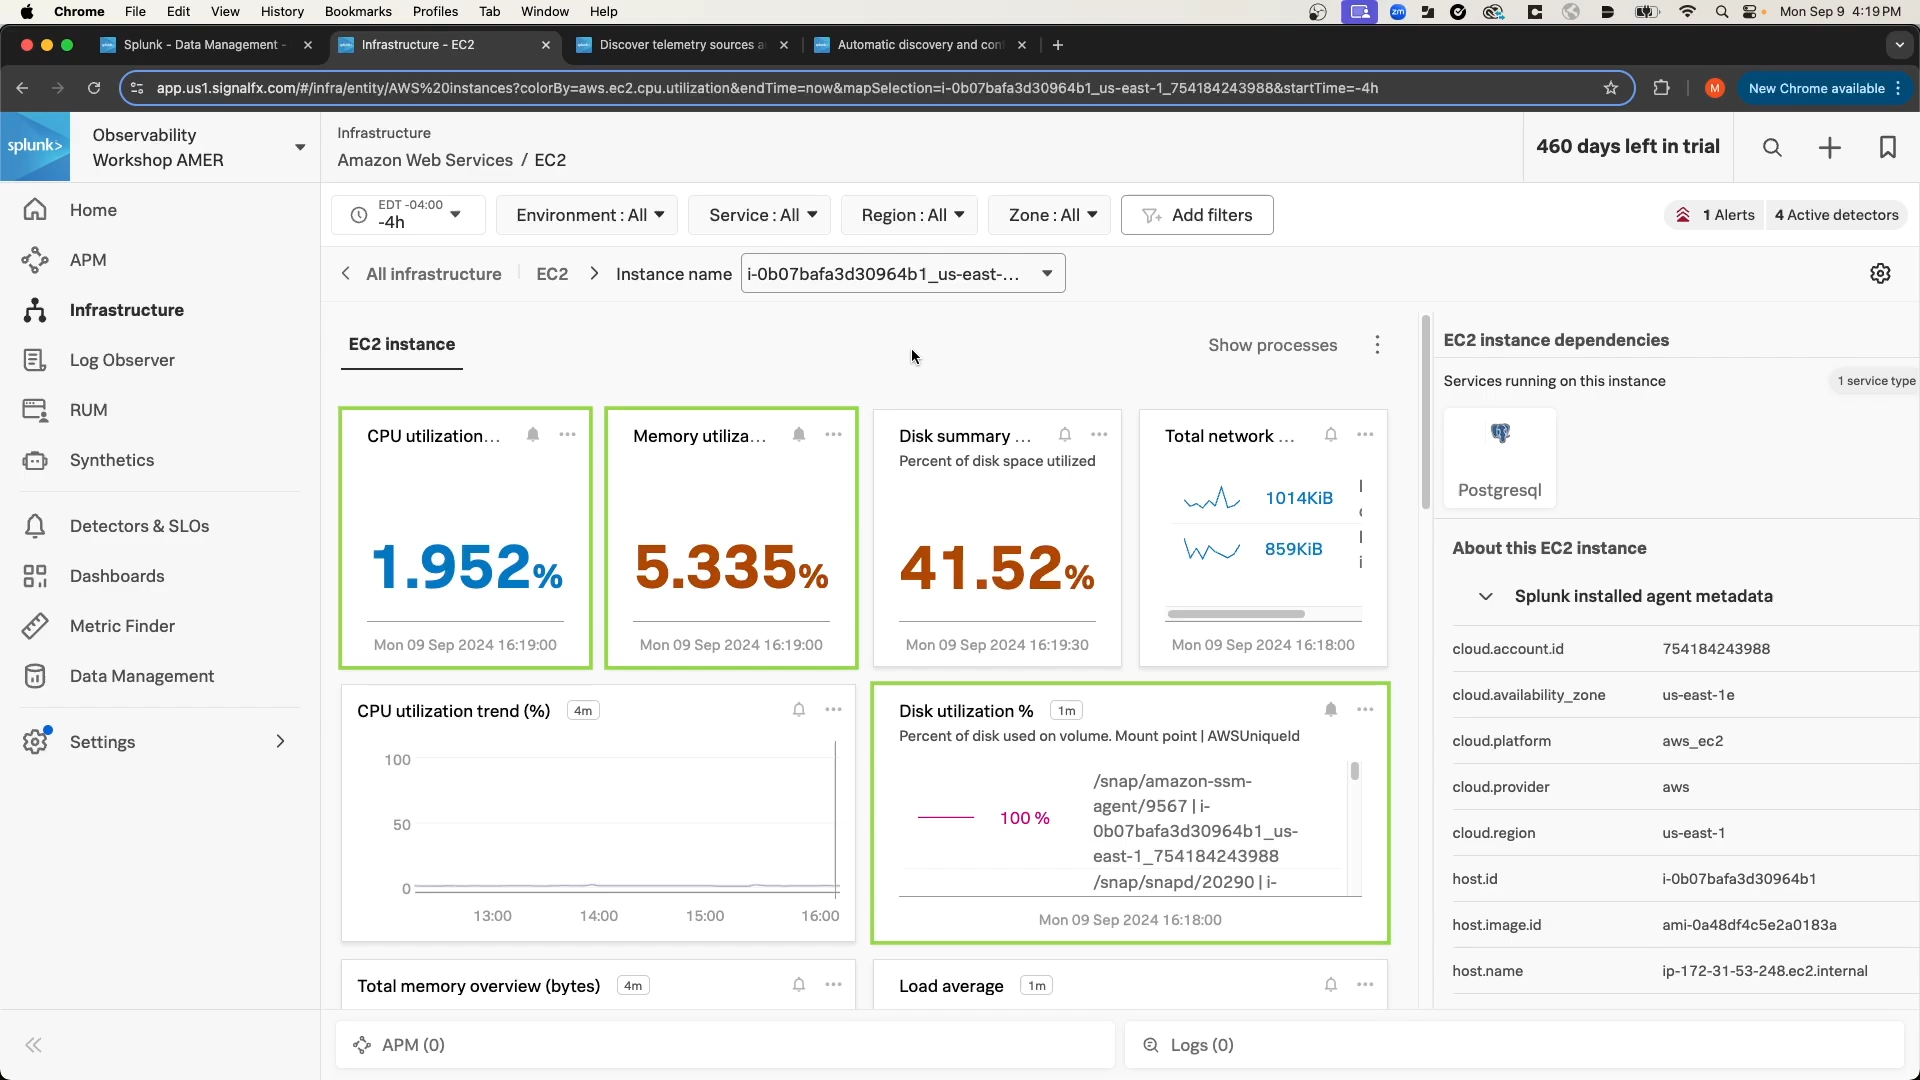 Chrome File Edit View History Bookmarks Profiles Tab Window Help
zm
Mon Sep 9 4:19 PM
Splunk - Data Management -
Infrastructure - EC2
Discover telemetry sources a
Automatic discovery and con
app.us1.signalfx.com/#/infra/entity/AWS%20instances?colorBy=aws.ec2.cpu.utilization&endTime=now&mapSelection=i-0b07bafa3d30964b1_us-east-1_754184243988&startTime=-4h
M
New Chrome available
splunk>
Observability
Workshop AMER
Infrastructure
Amazon Web Services / EC2
460 days left in trial
Home
APM
Infrastructure
Log Observer
RUM
Synthetics
Detectors & SLOs
Dashboards
Metric Finder
Data Management
Settings
EDT -04:00
-4h
Environment : All
Service : All
Region : All
Zone : All
Add filters
1 Alerts
4 Active detectors
All infrastructure
EC2
Instance name
i-0b07bafa3d30964b1_us-east-...
EC2 instance
Show processes
CPU utilization...
1.952%
Mon 09 Sep 2024 16:19:00
Memory utiliza...
5.335%
Mon 09 Sep 2024 16:19:00
Disk summary ...
Percent of disk space utilized
41.52%
Mon 09 Sep 2024 16:19:30
Total network ...
1014KiB
859KiB
Mon 09 Sep 2024 16:18:00
CPU utilization trend (%) 4m
100
50
0
13:00 14:00 15:00 16:00
Disk utilization % 1m
Percent of disk used on volume. Mount point | AWSUniqueId
100 %
/snap/amazon-ssm-
agent/9567 | i-
0b07bafa3d30964b1_us-
east-1_754184243988
/snap/snapd/20290 | i-
Mon 09 Sep 2024 16:18:00
Total memory overview (bytes) 4m
Load average 1m
APM (0)
Logs (0)
EC2 instance dependencies
Services running on this instance
1 service type
Postgresql
About this EC2 instance
Splunk installed agent metadata
cloud.account.id 754184243988
cloud.availability_zone us-east-1e
cloud.platform aws_ec2
cloud.provider aws
cloud.region us-east-1
host.id i-0b07bafa3d30964b1
host.image.id ami-0a48df4c5e2a0183a
host.name ip-172-31-53-248.ec2.internal